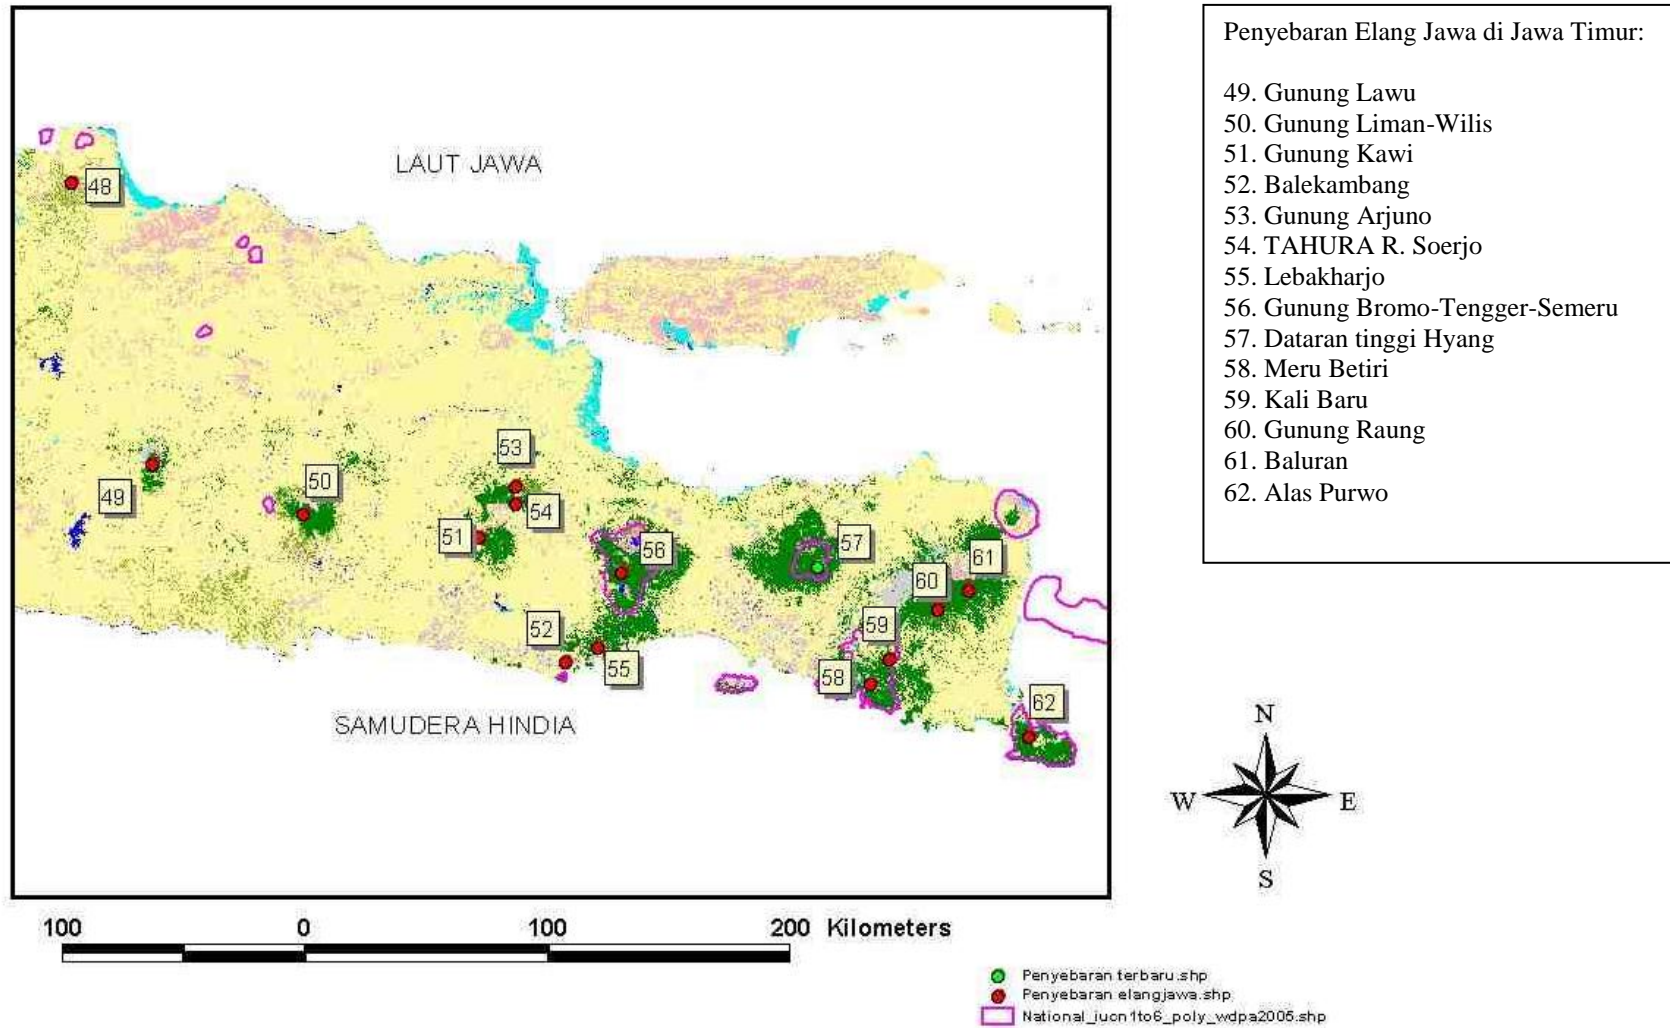 Penyebaran Elang Jawa di Jawa Timur:
49. Gunung Lawu
50. Gunung Liman-Wilis
51. Gunung Kawi
52. Balekambang
53. Gunung Arjuno
54. TAHURA R. Soerjo
55. Lebakharjo
56. Gunung Bromo-Tengger-Semeru
57. Dataran tinggi Hyang
58. Meru Betiri
59. Kali Baru
60. Gunung Raung
61. Baluran
62. Alas Purwo
LAUT JAWA
48
53
50
49
54
51
56
57
61
60
52
59
55
58
62
SAMUDERA HINDIA
N
W E
S
100 0 100 200 Kilometers
Penyebaran terbaru.shp
Penyebaran elangjawa.shp
National_iucn1to6_poly_wdpa2005.shp